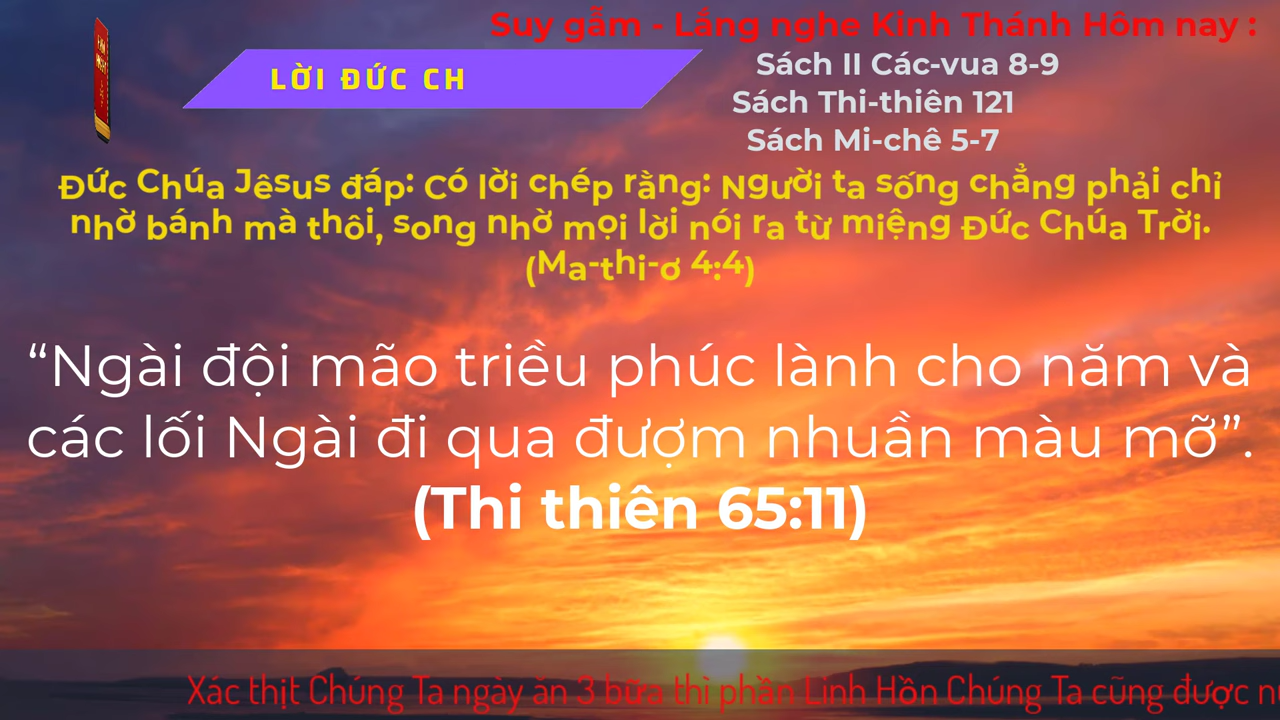 Suy gẫm - Lắng nghe Kinh Thánh Hôm nay :
LỜI ĐỨC CH
Sách II Các-vua 8-9
Sách Thi-thiên 121
Sách Mi-chê 5-7
Đức Chúa Jêsus đáp: Có lời chép rằng: Người ta sống chẳng phải chỉ
nhờ bánh mà thôi, song nhờ mọi lời nói ra từ miệng Đức Chúa Trời.
(Ma-thi-ơ 4:4)
“Ngài đội mão triều phúc lành cho năm và
các lối Ngài đi qua đượm nhuần màu mỡ”.
(Thi thiên 65:11)
Xác thịt Chúng Ta ngày ăn 3 bữa thì phần Linh Hồn Chúng Ta cũng được